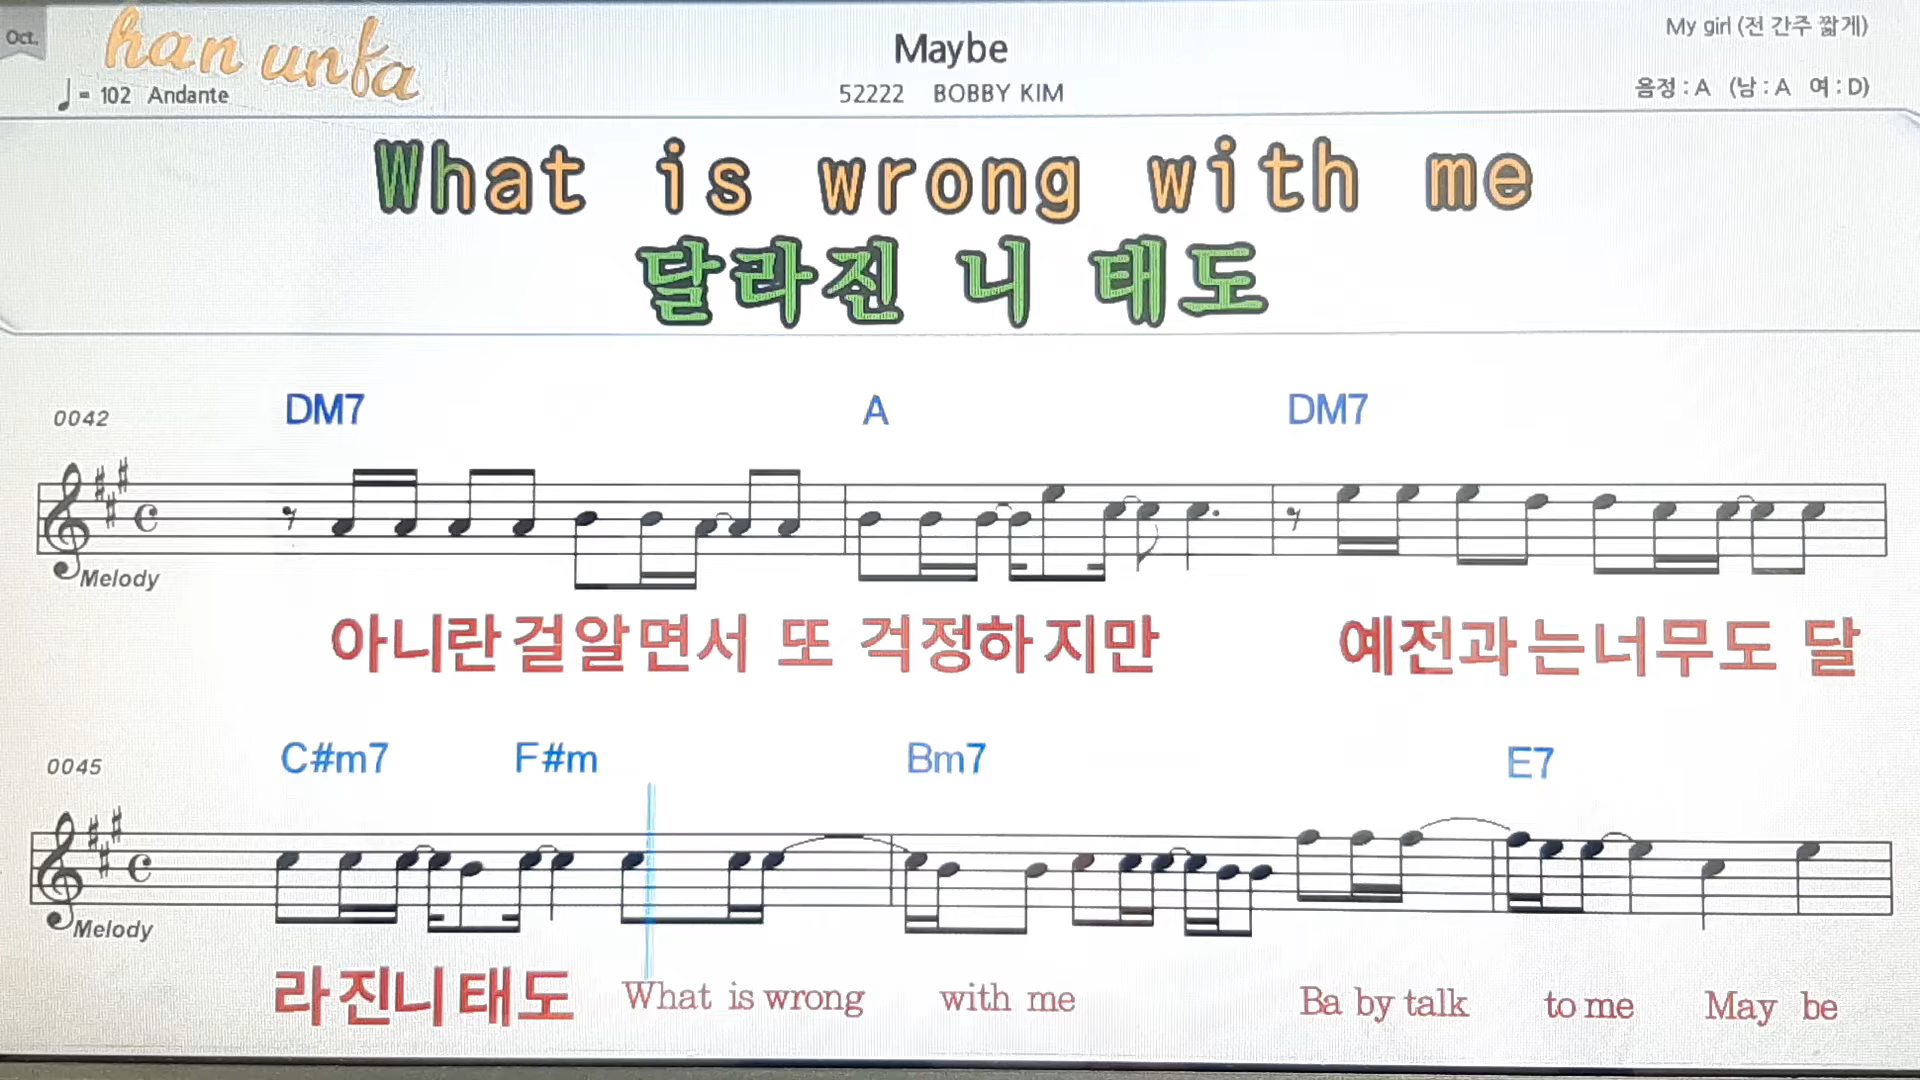 Oct.
han unfa
♩= 102 Andante
Maybe
52222 BOBBY KIM
My girl (전 간주 짧게)
음정 : A (남 : A 여 : D)
What is wrong with me
달라진 니 태도
0042 DM7 A DM7
Melody
아니란걸알면서 또 걱정하지만 예전과는너무도 달
0045 C#m7 F#m Bm7 E7
Melody
라진니태도 What is wrong with me Ba by talk to me May be